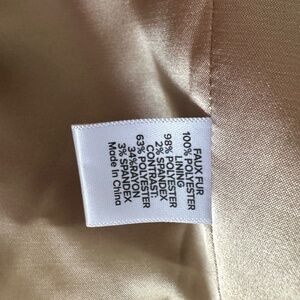 FAUX FUR
100% POLYESTER
LINING
98% POLYESTER
2% SPANDEX
CONTRAST:
63% POLYESTER
34%RAYON
3% SPANDEX
Made In China